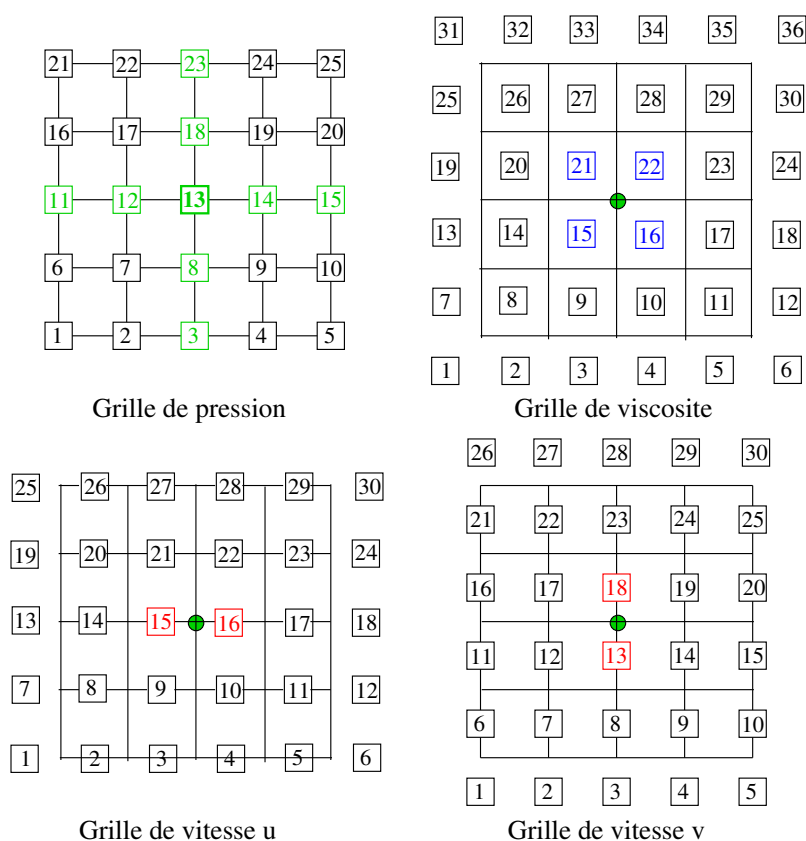 21 22 23 24 25
16 17 18 19 20
11 12 13 14 15
6 7 8 9 10
1 2 3 4 5
Grille de pression
31 32 33 34 35 36
25 26 27 28 29 30
19 20 21 22 23 24
13 14 15 16 17 18
7 8 9 10 11 12
1 2 3 4 5 6
Grille de viscosite
25 26 27 28 29 30
19 20 21 22 23 24
13 14 15 16 17 18
7 8 9 10 11 12
1 2 3 4 5 6
Grille de vitesse u
26 27 28 29 30
21 22 23 24 25
16 17 18 19 20
11 12 13 14 15
6 7 8 9 10
1 2 3 4 5
Grille de vitesse v